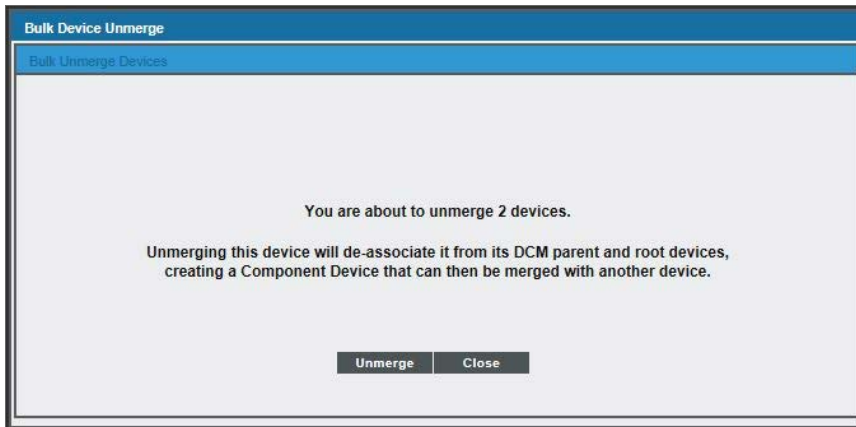 Bulk Device Unmerge
Bulk Unmerge Devices
You are about to unmerge 2 devices.
Unmerging this device will de-associate it from its DCM parent and root devices,
creating a Component Device that can then be merged with another device.
Unmerge Close